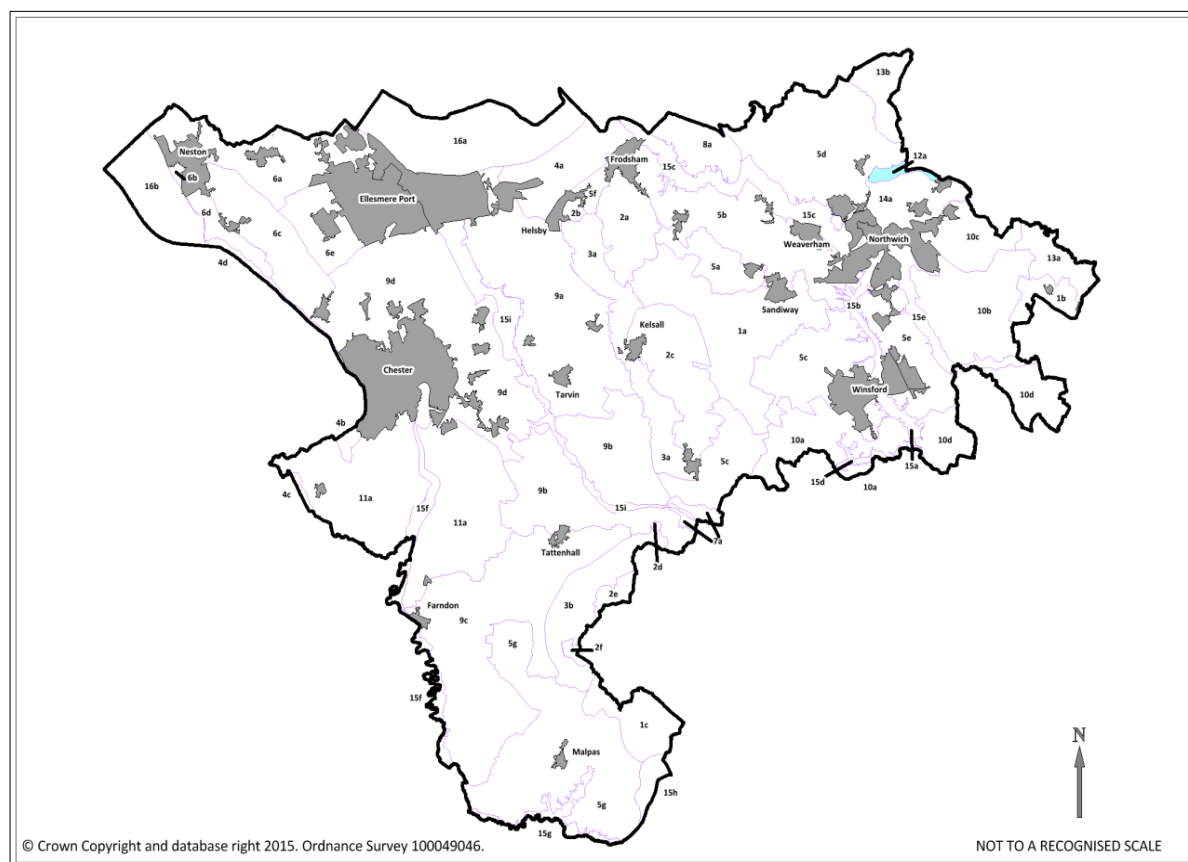 13b
16a
8a
12a
Neston
4a
Frodsham
5d
15c
6b
6a
16b
5f
14a
Ellesmere Port
6d
2b
2a
5b
15c
Helsby
6c
Weaverham
Northwich
10c
6e
3a
13a
4d
5a
9d
9a
1b
15b
Sandiway
10b
15i
15e
Kelsall
1a
5e
2c
5c
Chester
Winsford
9d
Tarvin
10d
4b
10a
10d
9b
3a
5c
15a
15d
10a
4c
11a
9b
15f
15i
11a
7a
Tattenhall
2d
2e
Farndon
3b
9c
5g
2f
15f
1c
N
Malpas
15h
5g
15g
© Crown Copyright and database right 2015. Ordnance Survey 100049046.
NOT TO A RECOGNISED SCALE